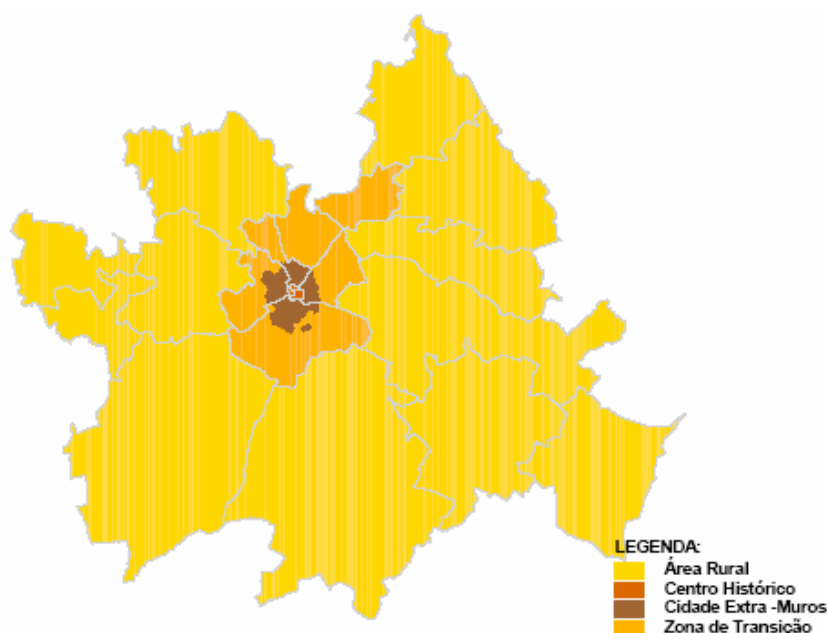 LEGENDA:
Área Rural
Centro Histórico
Cidade Extra -Muros
Zona de Transição